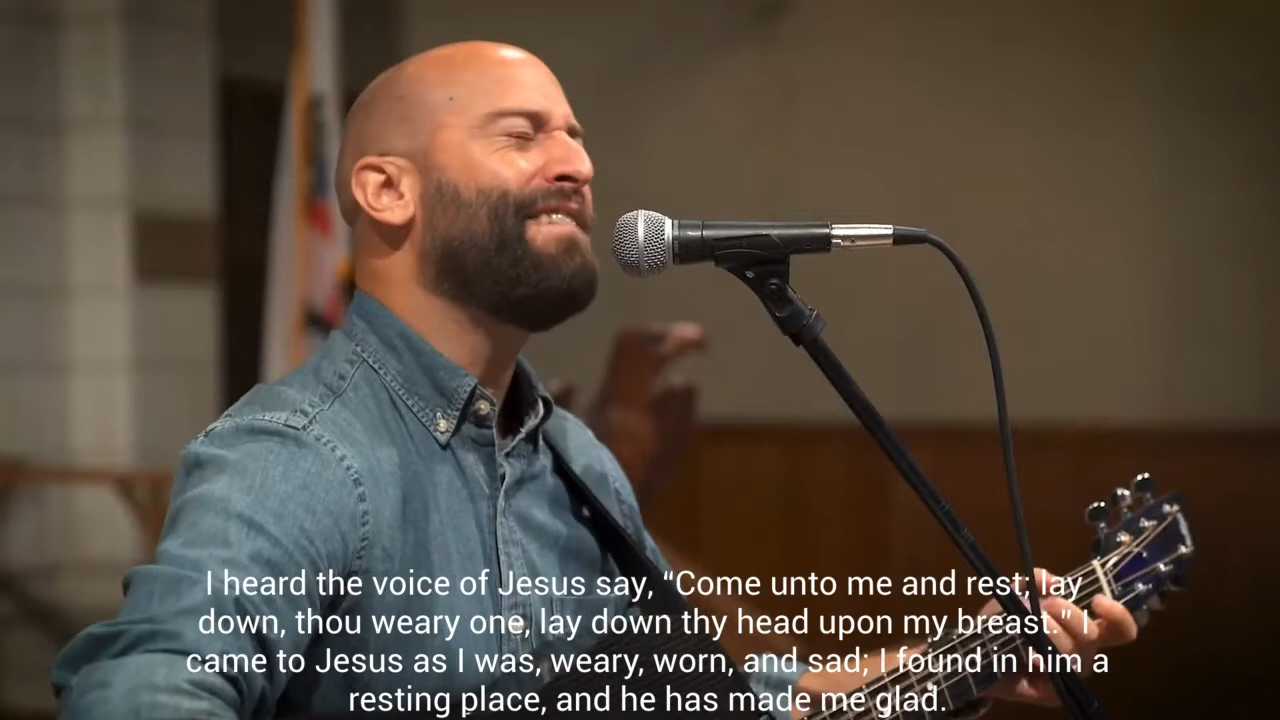 I heard the voice of Jesus say, “Come unto me and rest; lay
down, thou weary one, lay down thy head upon my breast.” I
came to Jesus as I was, weary, worn, and sad; I found in him a
resting place, and he has made me glad.